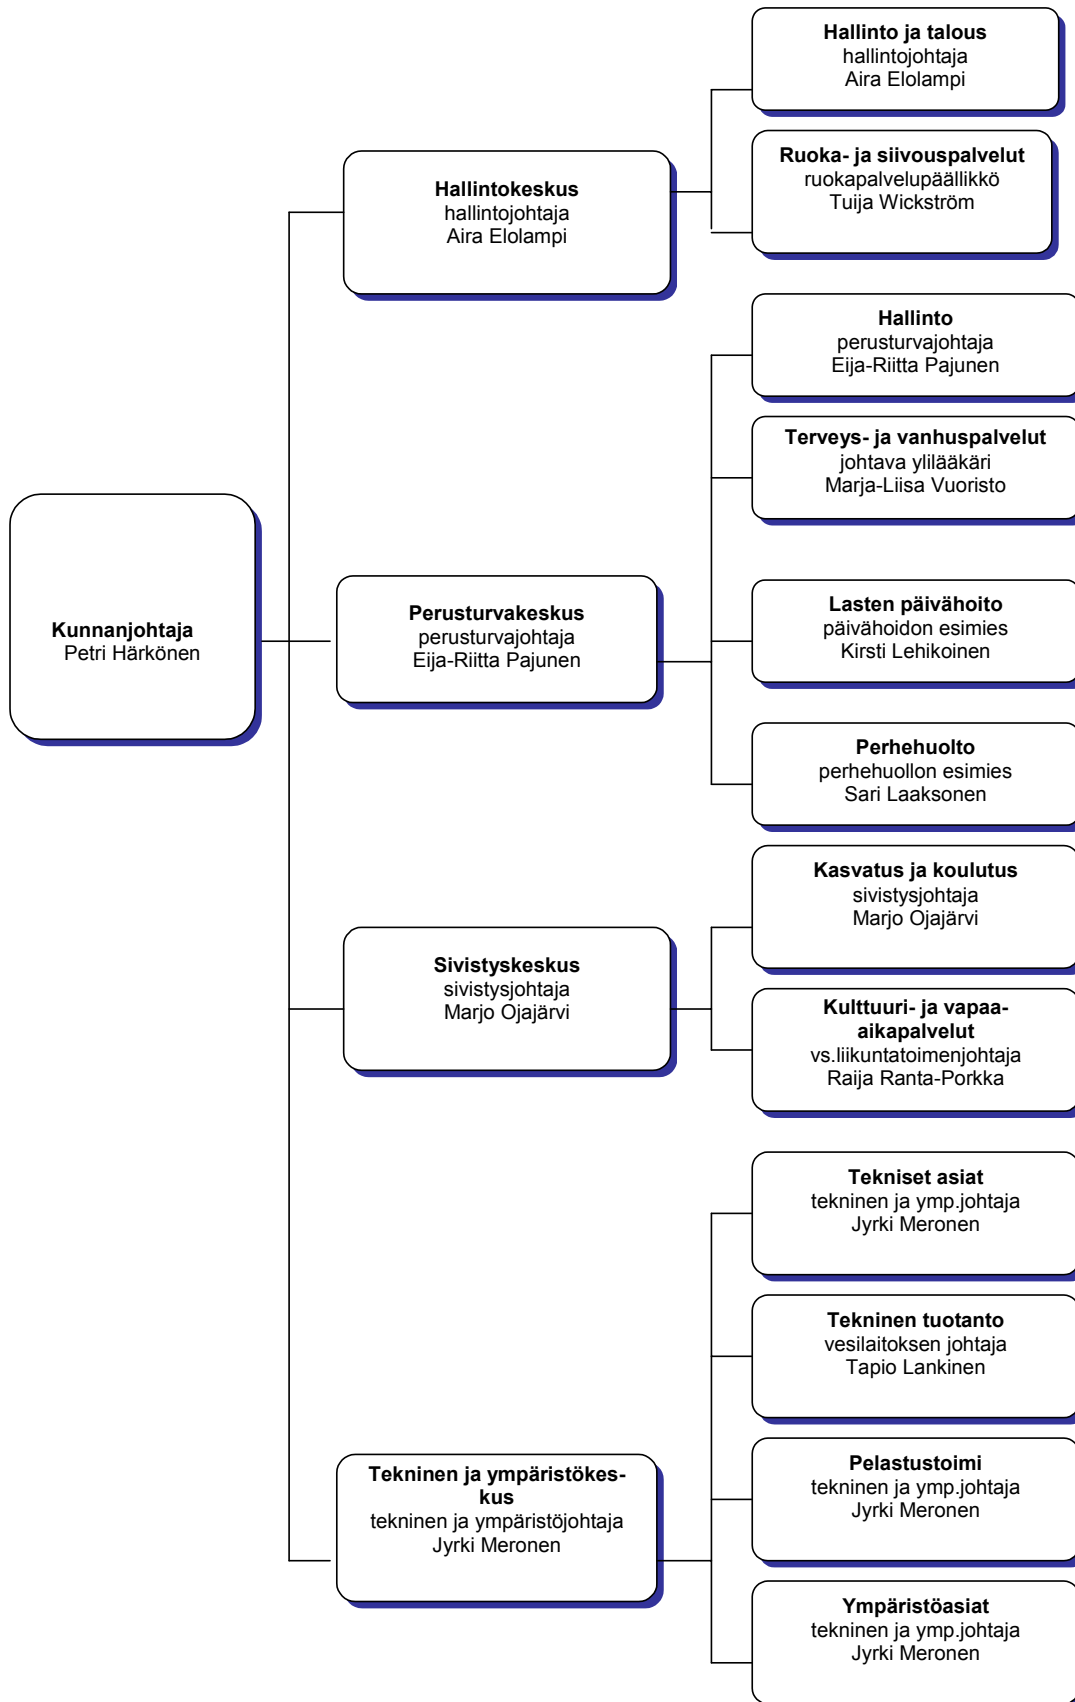 Kunnanjohtaja
Petri Härkönen
Hallintokeskus
hallintojohtaja
Aira Elolampi
Hallinto ja talous
hallintojohtaja
Aira Elolampi
Ruoka- ja siivouspalvelut
ruokapalvelupäällikkö
Tuija Wickström
Perusturvakeskus
perusturvajohtaja
Eija-Riitta Pajunen
Hallinto
perusturvajohtaja
Eija-Riitta Pajunen
Terveys- ja vanhuspalvelut
johtava ylilääkäri
Marja-Liisa Vuoristo
Lasten päivähoito
päivähoidon esimies
Kirsti Lehikoinen
Perhehuolto
perhehuollon esimies
Sari Laaksonen
Sivistyskeskus
sivistysjohtaja
Marjo Ojajärvi
Kasvatus ja koulutus
sivistysjohtaja
Marjo Ojajärvi
Kulttuuri- ja vapaa-
aikapalvelut
vs.liikuntatoimenjohtaja
Raija Ranta-Porkka
Tekninen ja ympäristökes-
kus
tekninen ja ympäristöjohtaja
Jyrki Meronen
Tekniset asiat
tekninen ja ymp.johtaja
Jyrki Meronen
Tekninen tuotanto
vesilaitoksen johtaja
Tapio Lankinen
Pelastustoimi
tekninen ja ymp.johtaja
Jyrki Meronen
Ympäristöasiat
tekninen ja ymp.johtaja
Jyrki Meronen